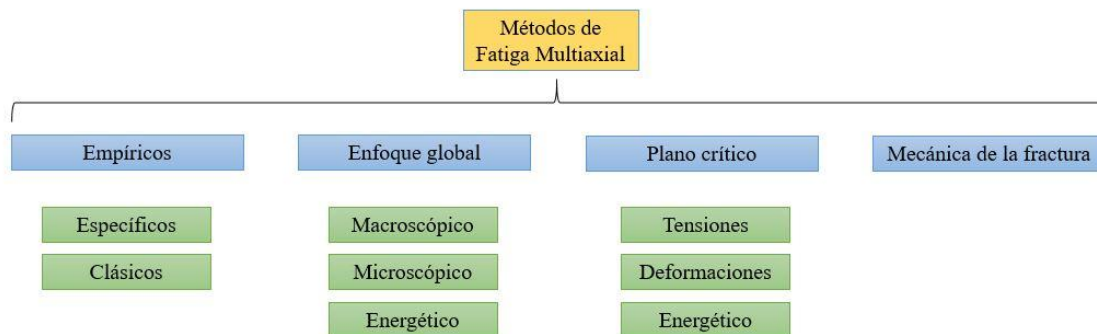 Métodos de
Fatiga Multiaxial
Empíricos
Enfoque global
Plano crítico
Mecánica de la fractura
Específicos
Macroscópico
Tensiones
Clásicos
Microscópico
Deformaciones
Energético
Energético